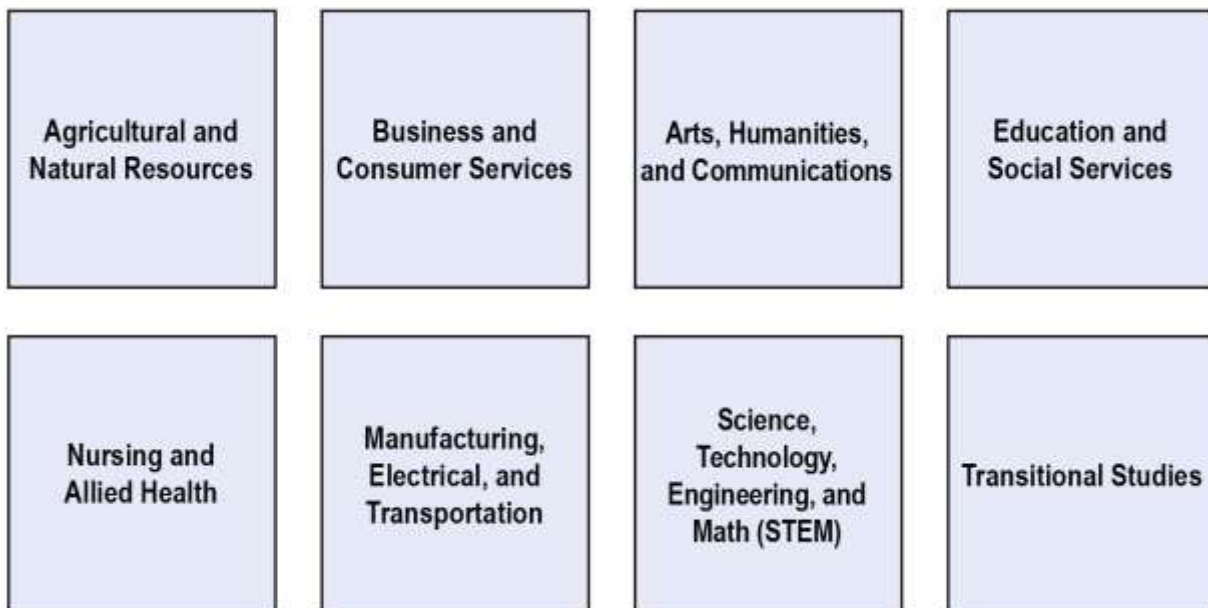 Agricultural and
Natural Resources
Business and
Consumer Services
Arts, Humanities,
and Communications
Education and
Social Services
Nursing and
Allied Health
Manufacturing,
Electrical, and
Transportation
Science,
Technology,
Engineering, and
Math (STEM)
Transitional Studies